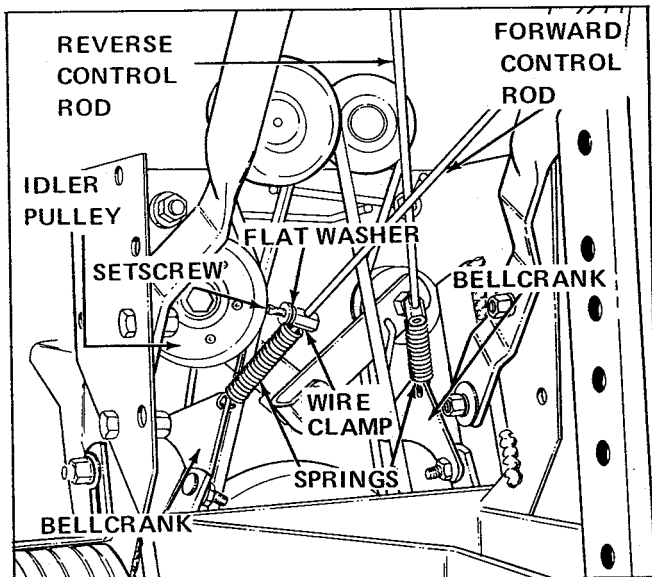 REVERSE
CONTROL
ROD
FORWARD
CONTROL
ROD
IDLER
PULLEY
FLAT WASHER
SETSCREW
BELLCRANK
WIRE
CLAMP
SPRINGS
BELLCRANK